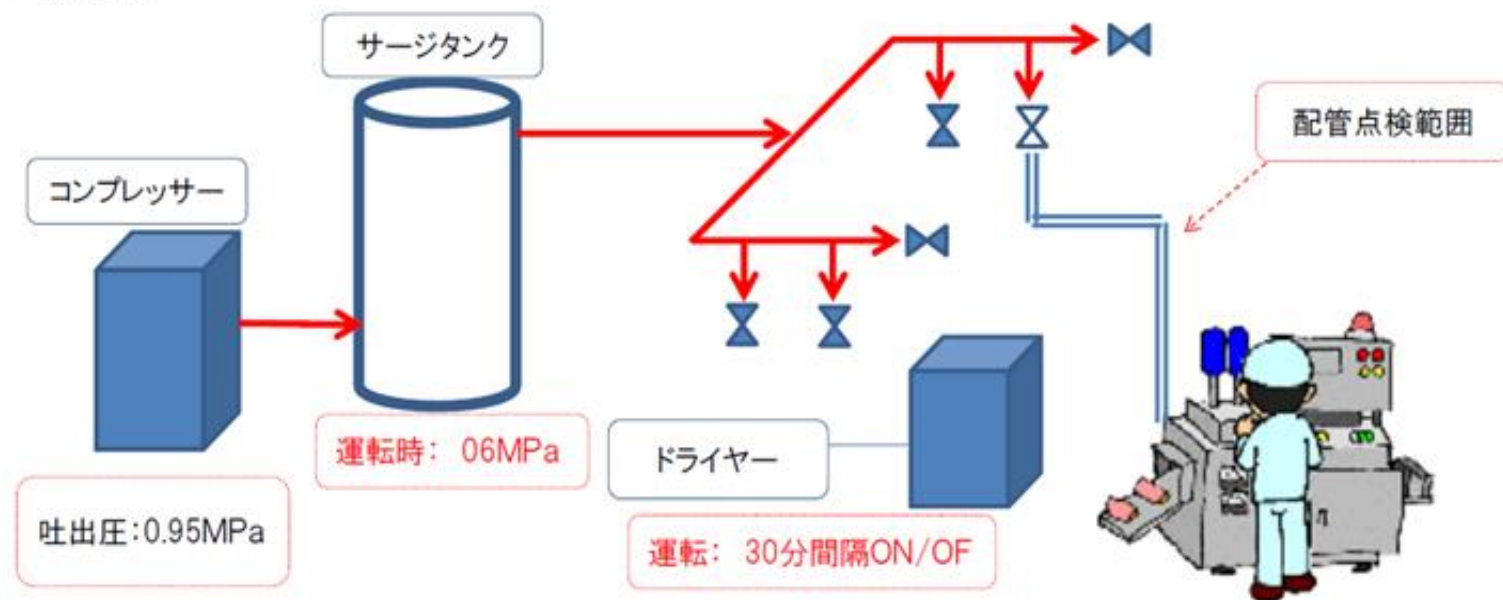 サージタンク
配管点検範囲
コンプレッサー
運転時： 06MPa
ドライヤー
吐出圧：0.95MPa
運転： 30分間隔ON/OF